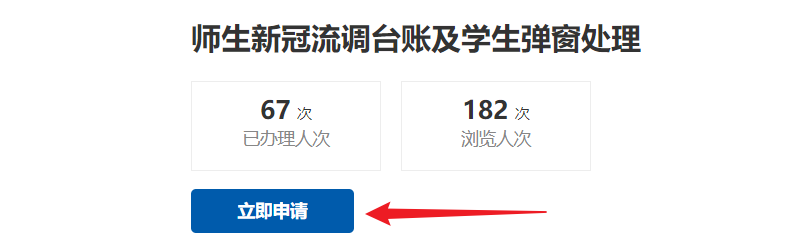 师生新冠流调台账及学生弹窗处理
67 次
已办理人次
182 次
浏览人次
立即申请